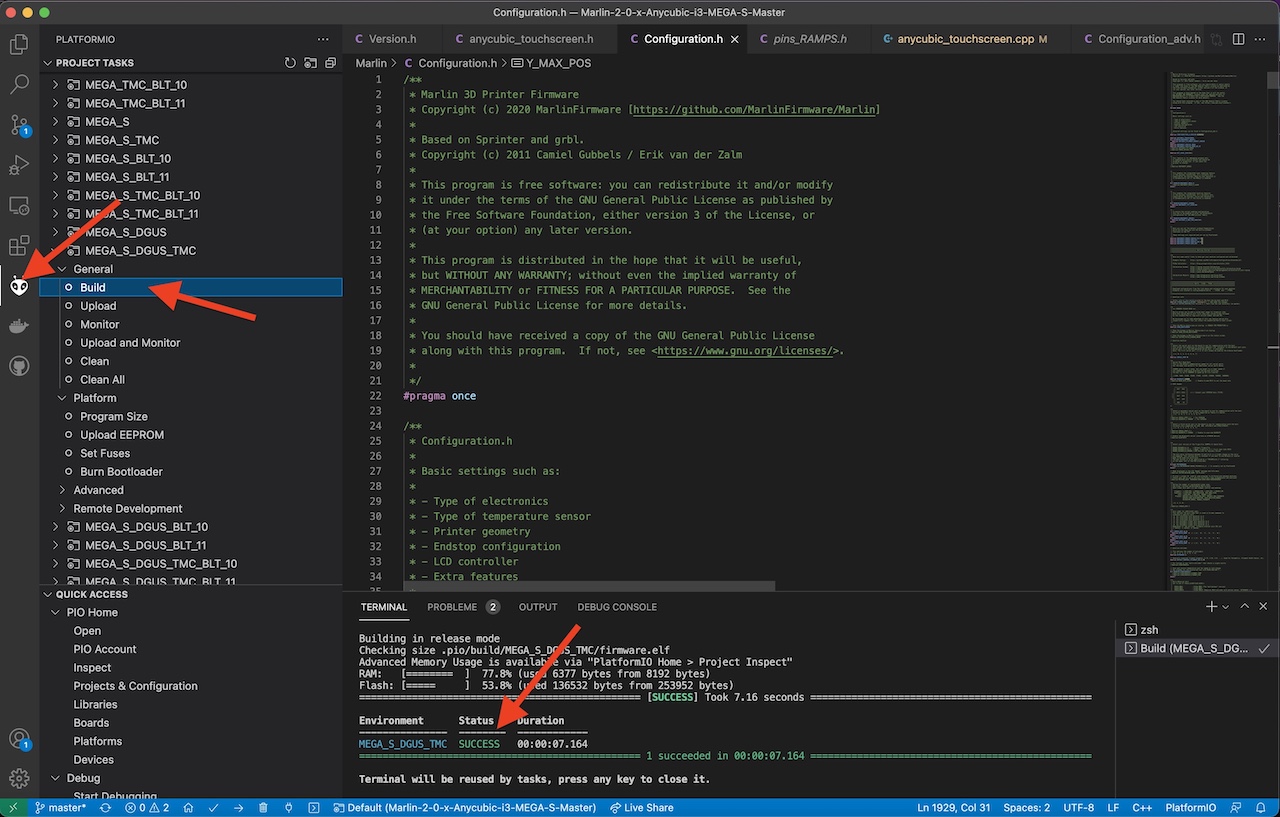 Configuration.h — Marlin-2-0-x-Anycubic-i3-MEGA-S-Master
PLATFORMIO
PROJECT TASKS
MEGA_TMC_BLT_10
MEGA_TMC_BLT_11
MEGA_S
MEGA_S_TMC
MEGA_S_BLT_10
MEGA_S_BLT_11
MEGA_S_TMC_BLT_10
MEGA_S_TMC_BLT_11
MEGA_S_DGUS
MEGA_S_DGUS_TMC
General
Build
Upload
Monitor
Upload and Monitor
Clean
Clean All
Platform
Program Size
Upload EEPROM
Set Fuses
Burn Bootloader
Advanced
Remote Development
MEGA_S_DGUS_BLT_10
MEGA_S_DGUS_BLT_11
MEGA_S_DGUS_TMC_BLT_10
MEGA_S_DGUS_TMC_BLT_11
QUICK ACCESS
PIO Home
Open
PIO Account
Inspect
Projects & Configuration
Libraries
Boards
Platforms
Devices
Debug
Start Debugging
1
1
C Version.h
C anycubic_touchscreen.h
C Configuration.h
C pins_RAMPS.h
C+ anycubic_touchscreen.cpp M
C Configuration_adv.h
Marlin > C Configuration.h > Y_MAX_POS
1 /**
2 * Marlin 3D Printer Firmware
3 * Copyright (c) 2020 MarlinFirmware [https://github.com/MarlinFirmware/Marlin]
4 *
5 * Based on Sprinter and grbl.
6 * Copyright (c) 2011 Camiel Gubbels / Erik van der Zalm
7 *
8 * This program is free software: you can redistribute it and/or modify
9 * it under the terms of the GNU General Public License as published by
10 * the Free Software Foundation, either version 3 of the License, or
11 * (at your option) any later version.
12 *
13 * This program is distributed in the hope that it will be useful,
14 * but WITHOUT ANY WARRANTY; without even the implied warranty of
15 * MERCHANTABILITY or FITNESS FOR A PARTICULAR PURPOSE.  See the
16 * GNU General Public License for more details.
17 *
18 * You should have received a copy of the GNU General Public License
19 * along with this program.  If not, see <https://www.gnu.org/licenses/>.
20 *
21 */
22 #pragma once
23
24 /**
25 * Configuration.h
26 *
27 * Basic settings such as:
28 *
29 * - Type of electronics
30 * - Type of temperature sensor
31 * - Printer geometry
32 * - Endstop configuration
33 * - LCD controller
34 * - Extra features
35
TERMINAL PROBLEME 2 OUTPUT DEBUG CONSOLE
Building in release mode
Checking size .pio/build/MEGA_S_DGUS_TMC/firmware.elf
Advanced Memory Usage is available via "PlatformIO Home > Project Inspect"
RAM:   [========  ]  77.8% (used 6377 bytes from 8192 bytes)
Flash: [=====     ]  53.8% (used 136532 bytes from 253952 bytes)
[SUCCESS] Took 7.16 seconds
Environment Status Duration
MEGA_S_DGUS_TMC SUCCESS 00:00:07.164
1 succeeded in 00:00:07.164
Terminal will be reused by tasks, press any key to close it.
zsh
Build (MEGA_S_DG...
master* 0 2 Default (Marlin-2-0-x-Anycubic-i3-MEGA-S-Master) Live Share Ln 1929, Col 31 Spaces: 2 UTF-8 LF C++ PlatformIO